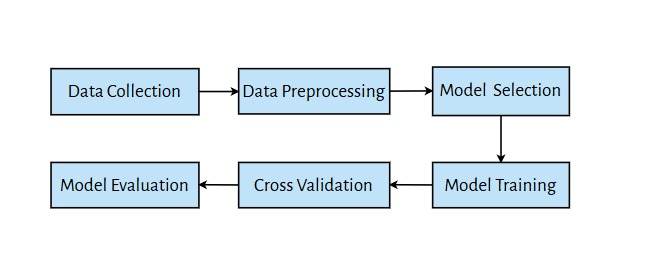 Data Collection
Data Preprocessing
Model Selection
Model Training
Cross Validation
Model Evaluation